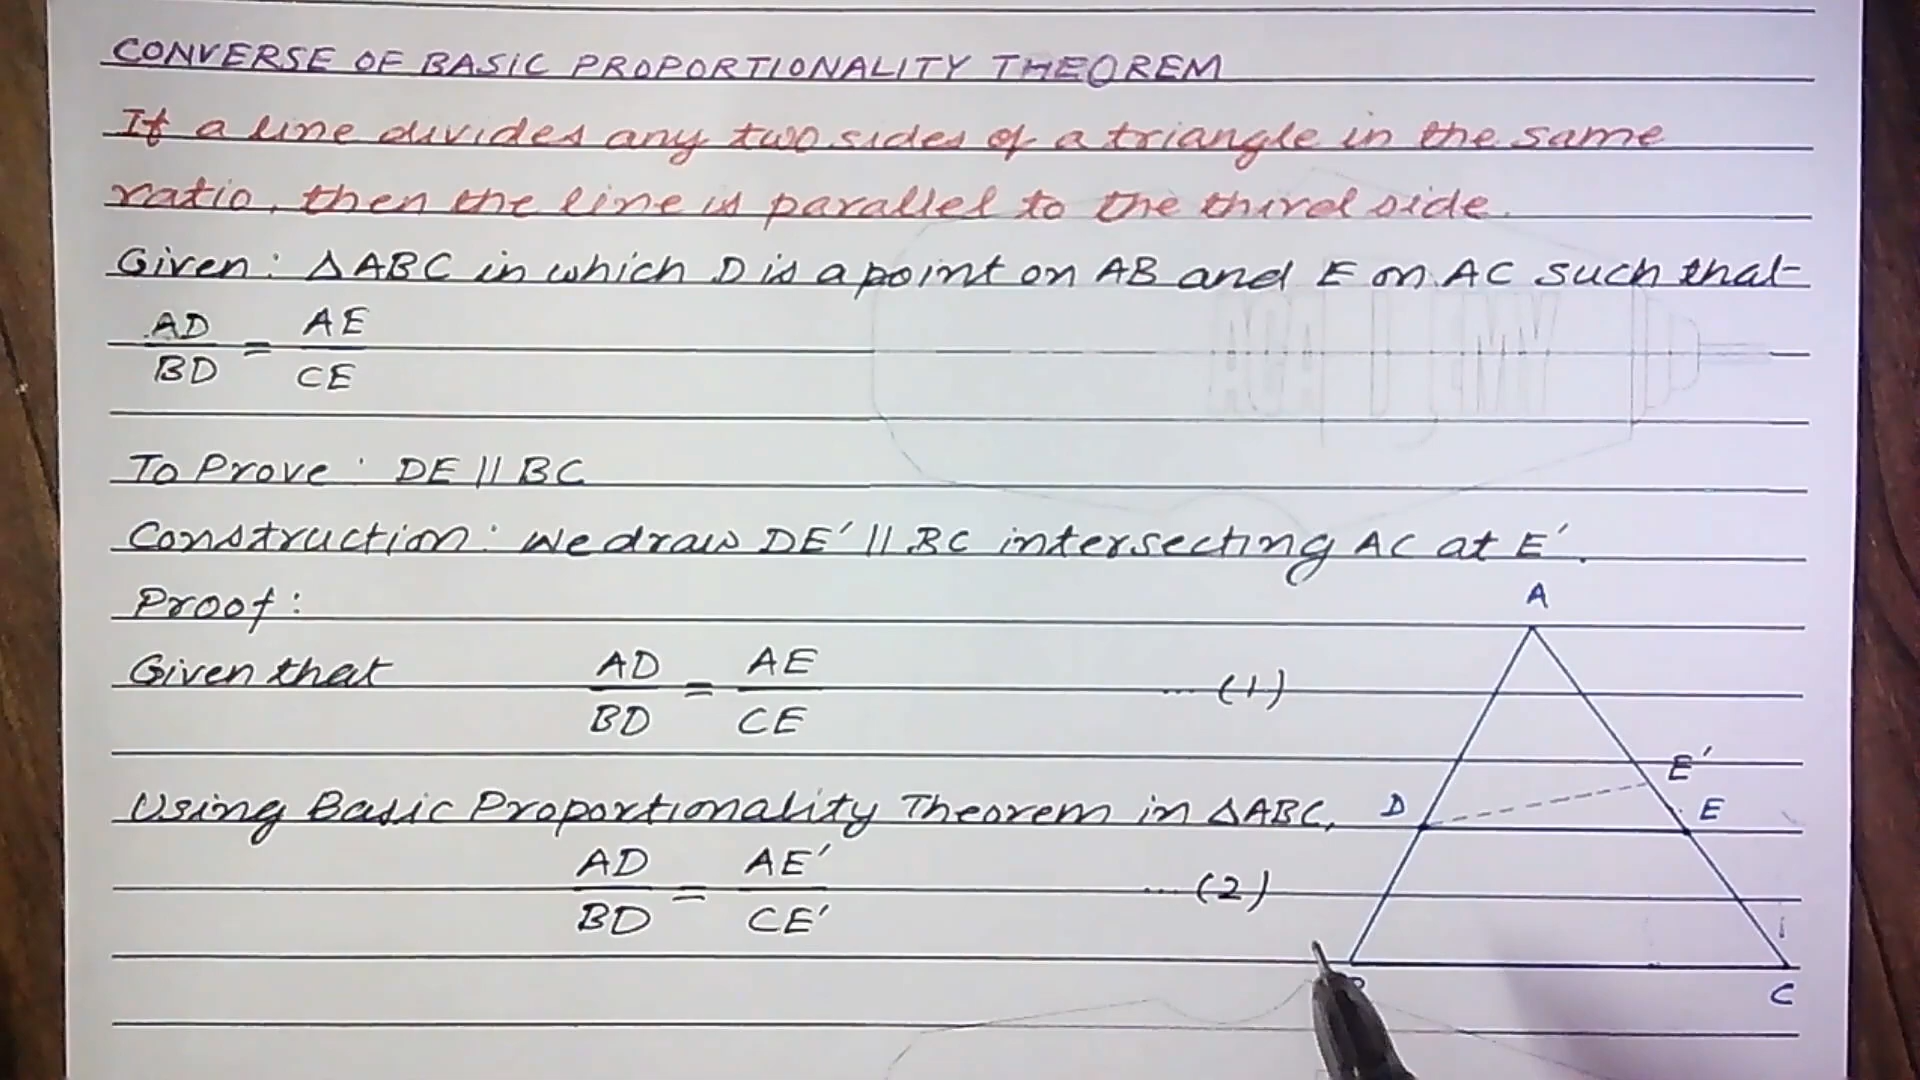 CONVERSE OF BASIC PROPORTIONALITY THEOREM
If a line divides any two sides of a triangle in the same
ratio, then the line is parallel to the third side.
Given: △ABC in which D is a point on AB and E on AC such that
AD/BD = AE/CE
To Prove: DE || BC
Construction: We draw DE′ || BC intersecting AC at E′.
Proof:
Given that AD/BD = AE/CE ... (1)
Using Basic Proportionality Theorem in △ABC,
AD/BD = AE′/CE′ ... (2)
A
E′
D
E
C
ACADEMY